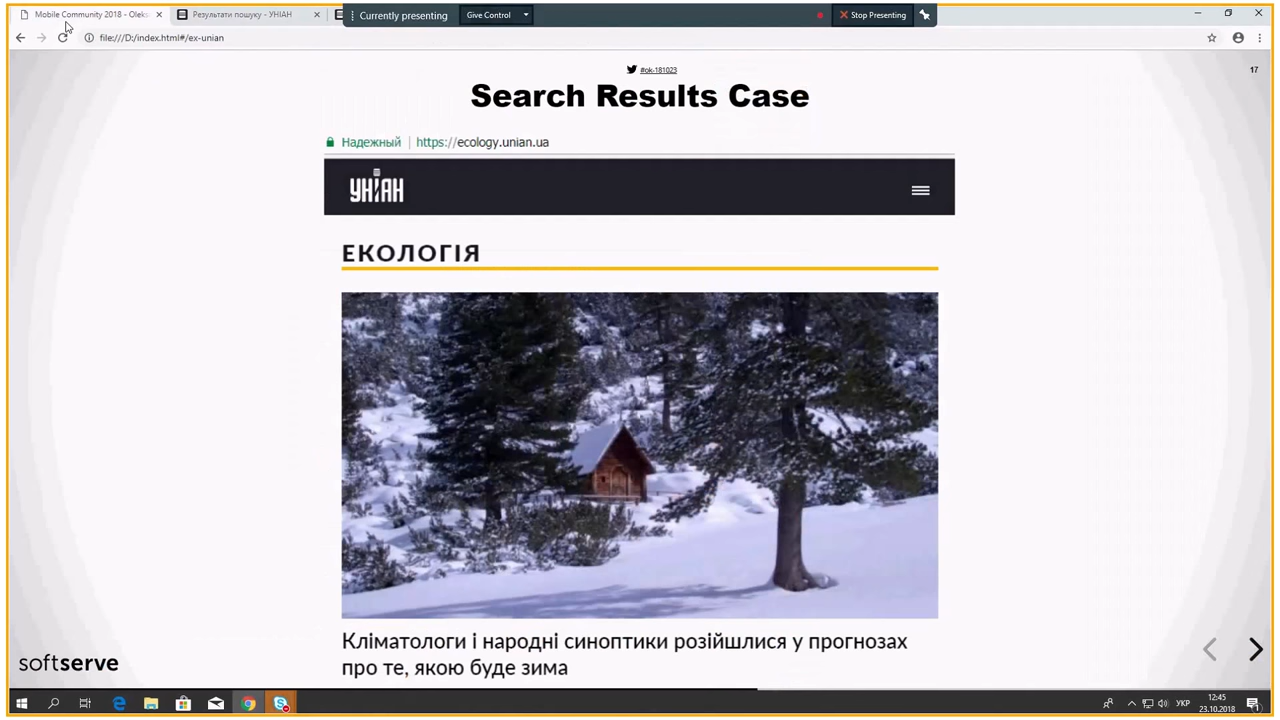 Mobile Community 2018 - Oleks
Результати пошуку - УНІАН
Currently presenting
Give Control
Stop Presenting
file:///D:/index.html#/ex-unian
#ok-181023
17
Search Results Case
Надежный | https://ecology.unian.ua
УНІАН
ЕКОЛОГІЯ
Кліматологи і народні синоптики розійшлися у прогнозах
про те, якою буде зима
softserve
УКР
12:45
23.10.2018
1